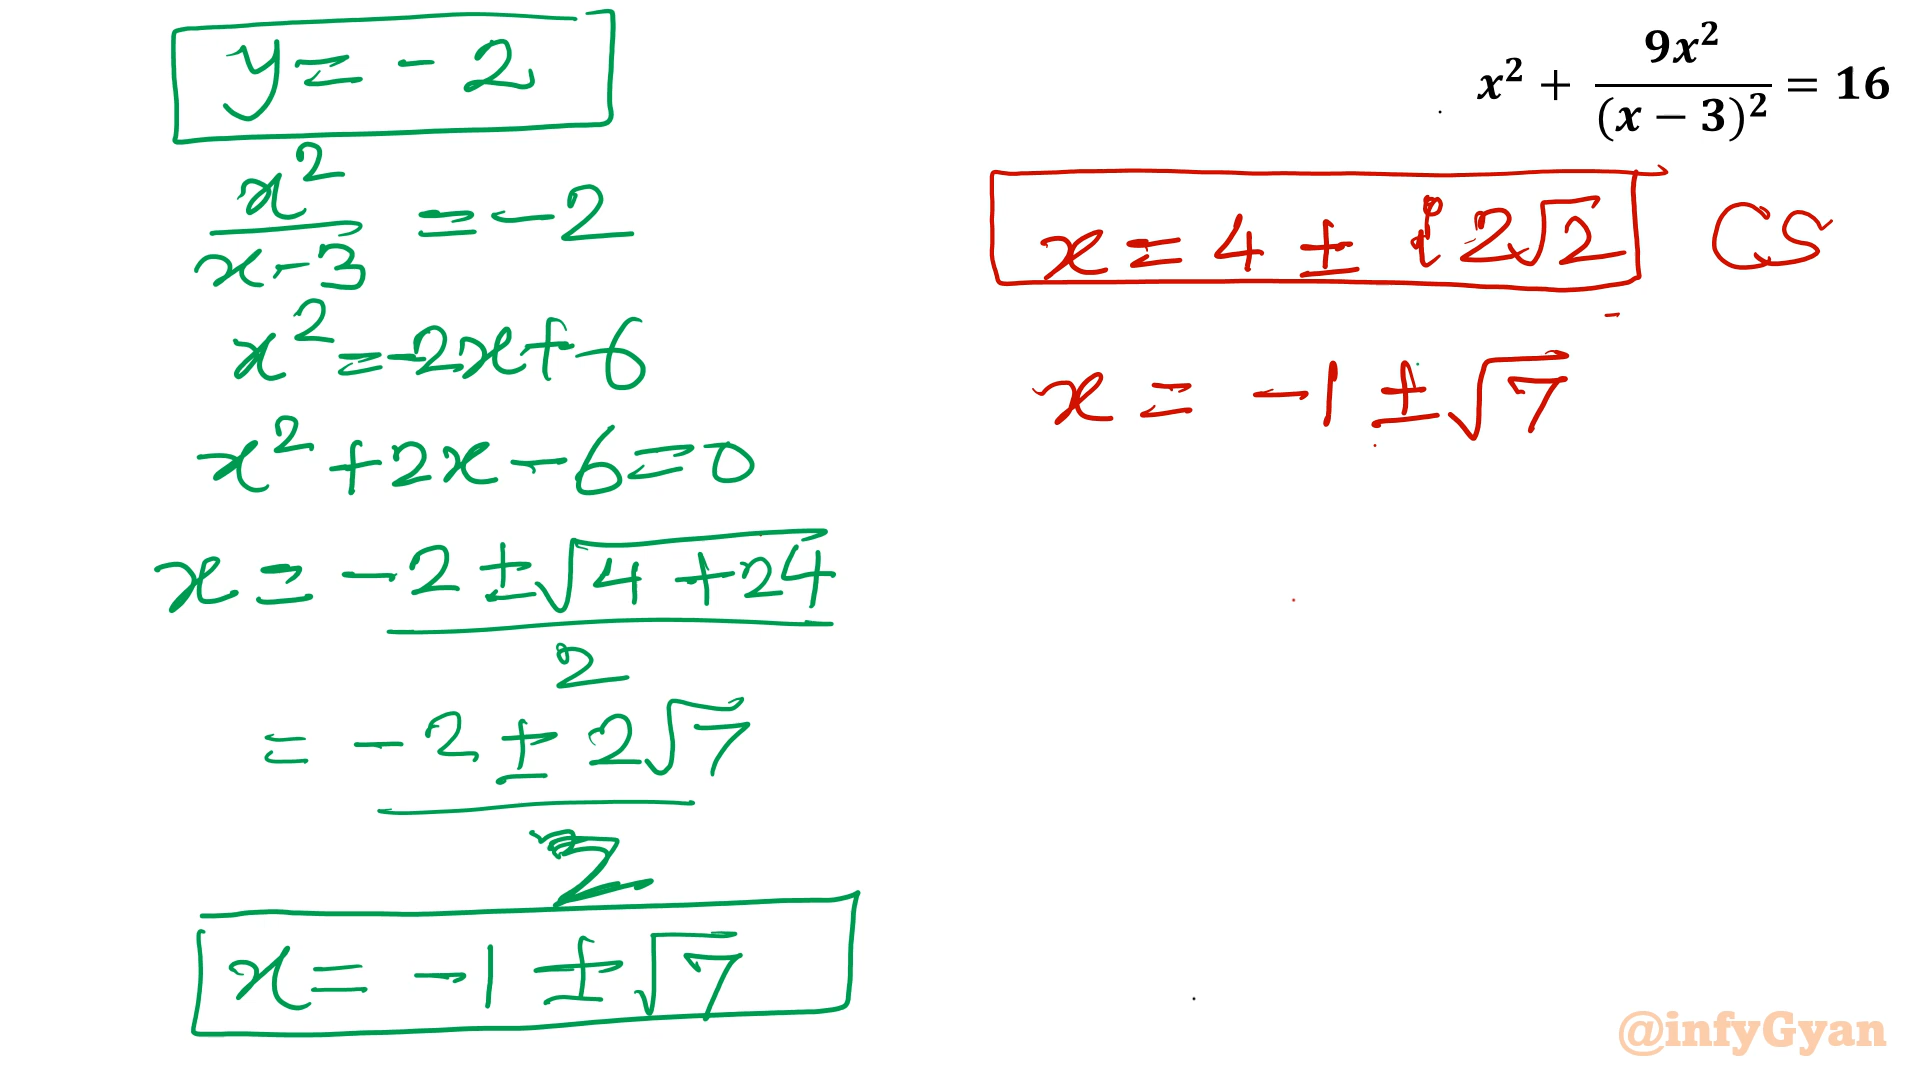 y = - 2
x² / (x - 3) = - 2
x² = -2x + 6
x² + 2x - 6 = 0
x = (- 2 ± √(4 + 24)) / 2
= (- 2 ± 2√7) / 2
x = - 1 ± √7
x² + 9x² / (x − 3)² = 16
x = 4 ± i 2√2 CS
x = - 1 ± √7
@infyGyan